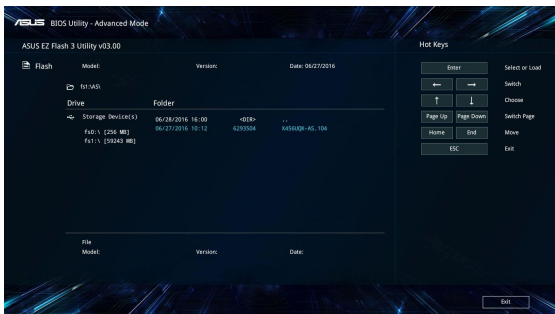 ASUS BIOS Utility - Advanced Mode
ASUS EZ Flash 3 Utility v03.00
Hot Keys
Flash
Model: Version: Date: 06/27/2016
fs1:\AS\
Drive Folder
Storage Device(s)
fs0:\ [256 MB]
fs1:\ [59243 MB]
06/28/2016 16:00 <DIR> ..
06/27/2016 10:12 6293504 X456UQK-AS.104
Enter Select or Load
← → Switch
↑ ↓ Choose
Page Up Page Down Switch Page
Home End Move
ESC Exit
File
Model: Version: Date:
Exit